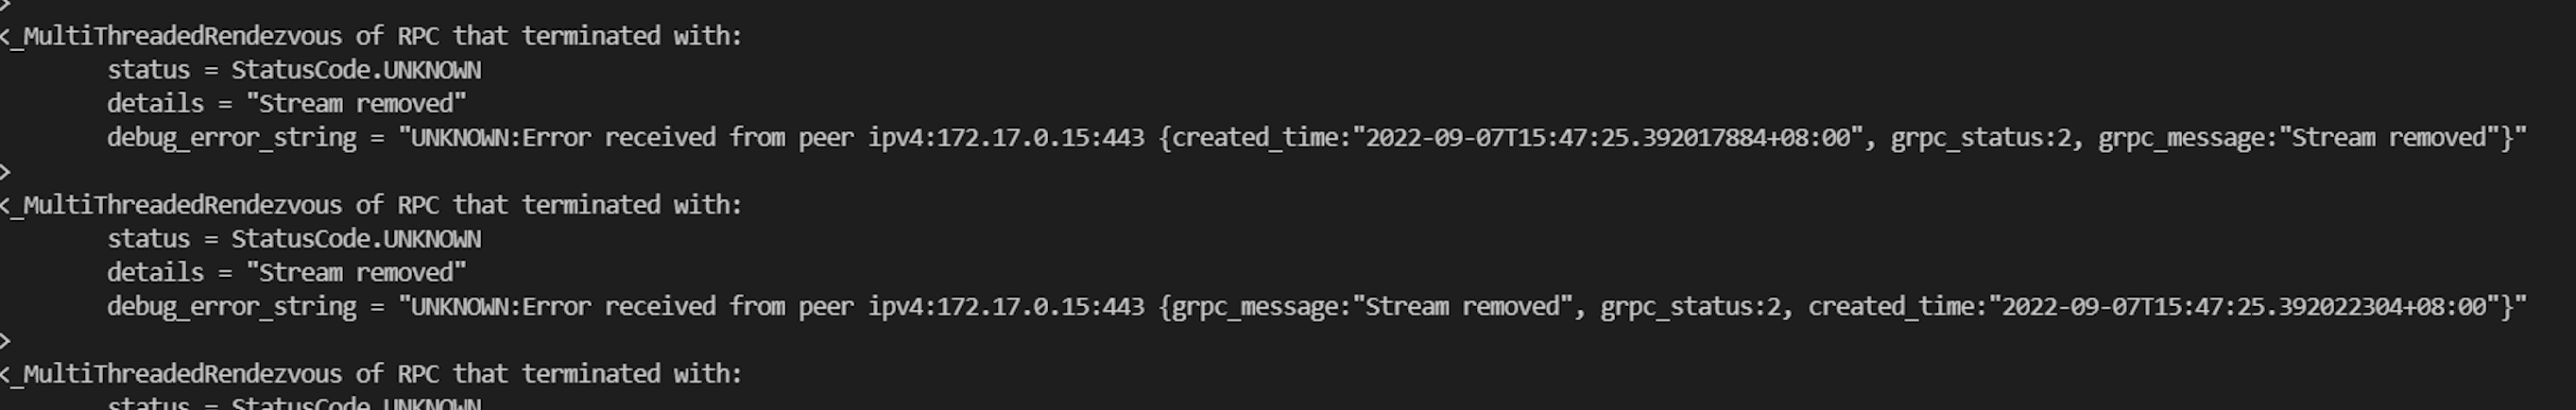 >
<_MultiThreadedRendezvous of RPC that terminated with:
        status = StatusCode.UNKNOWN
        details = "Stream removed"
        debug_error_string = "UNKNOWN:Error received from peer ipv4:172.17.0.15:443 {created_time:"2022-09-07T15:47:25.392017884+08:00", grpc_status:2, grpc_message:"Stream removed"}"
>
<_MultiThreadedRendezvous of RPC that terminated with:
        status = StatusCode.UNKNOWN
        details = "Stream removed"
        debug_error_string = "UNKNOWN:Error received from peer ipv4:172.17.0.15:443 {grpc_message:"Stream removed", grpc_status:2, created_time:"2022-09-07T15:47:25.392022304+08:00"}"
>
<_MultiThreadedRendezvous of RPC that terminated with:
        status = StatusCode.UNKNOWN